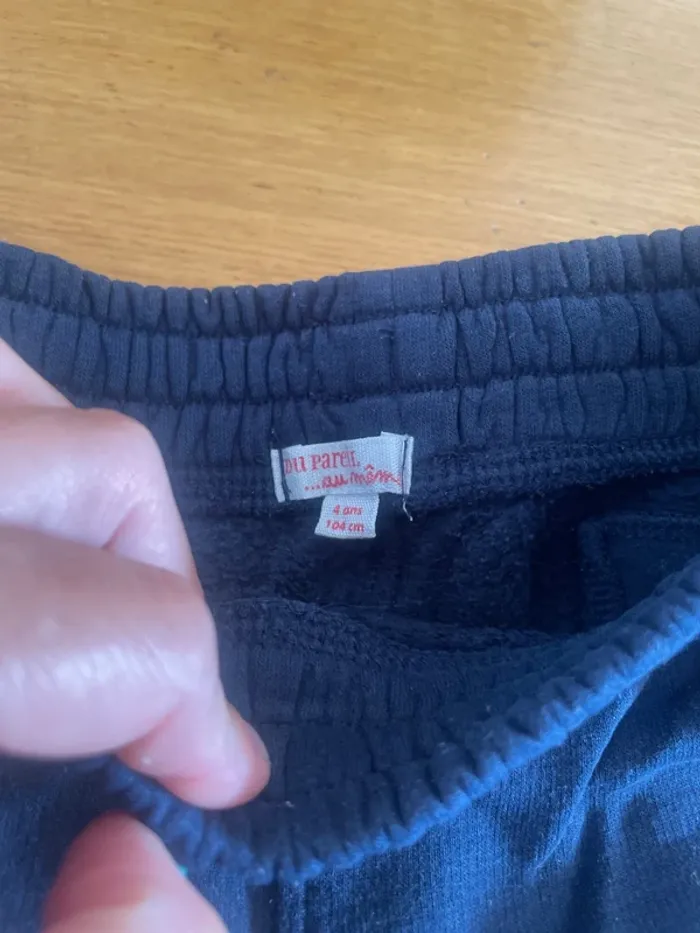 DU PAREIL
...au même
4 ans
104 cm